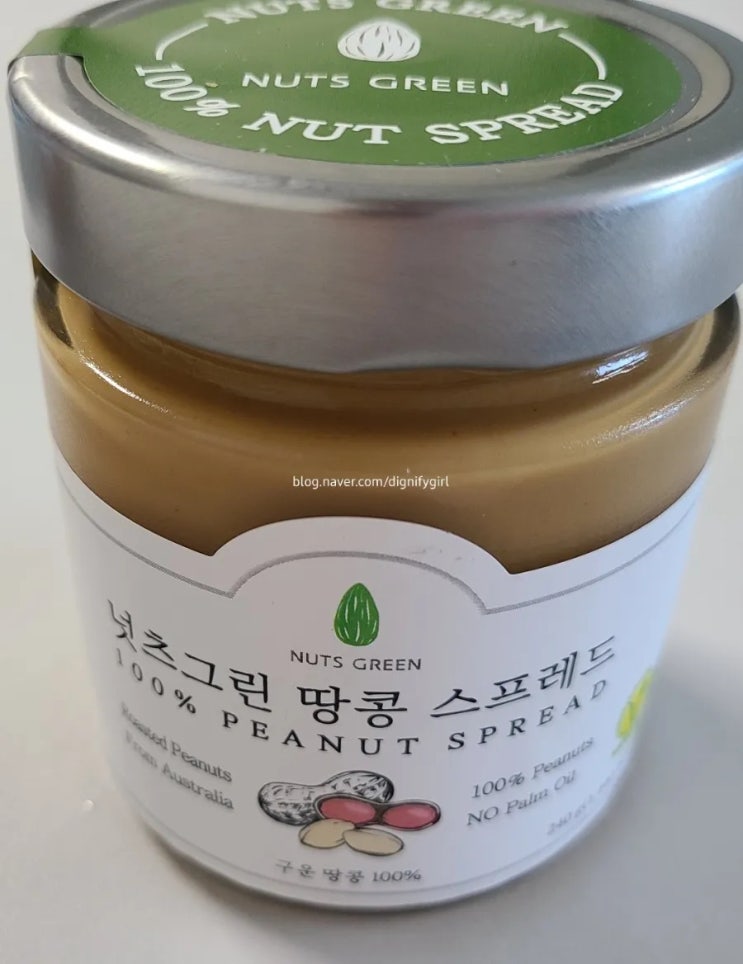 NUTS GREEN
NUTS GREEN
100% NUT SPREAD
blog.naver.com/dignifygirl
NUTS GREEN
넛츠그린 땅콩 스프레드
100% PEANUT SPREAD
Roasted Peanuts
From Australia
100% Peanuts
NO Palm Oil
240 g
구운 땅콩 100%